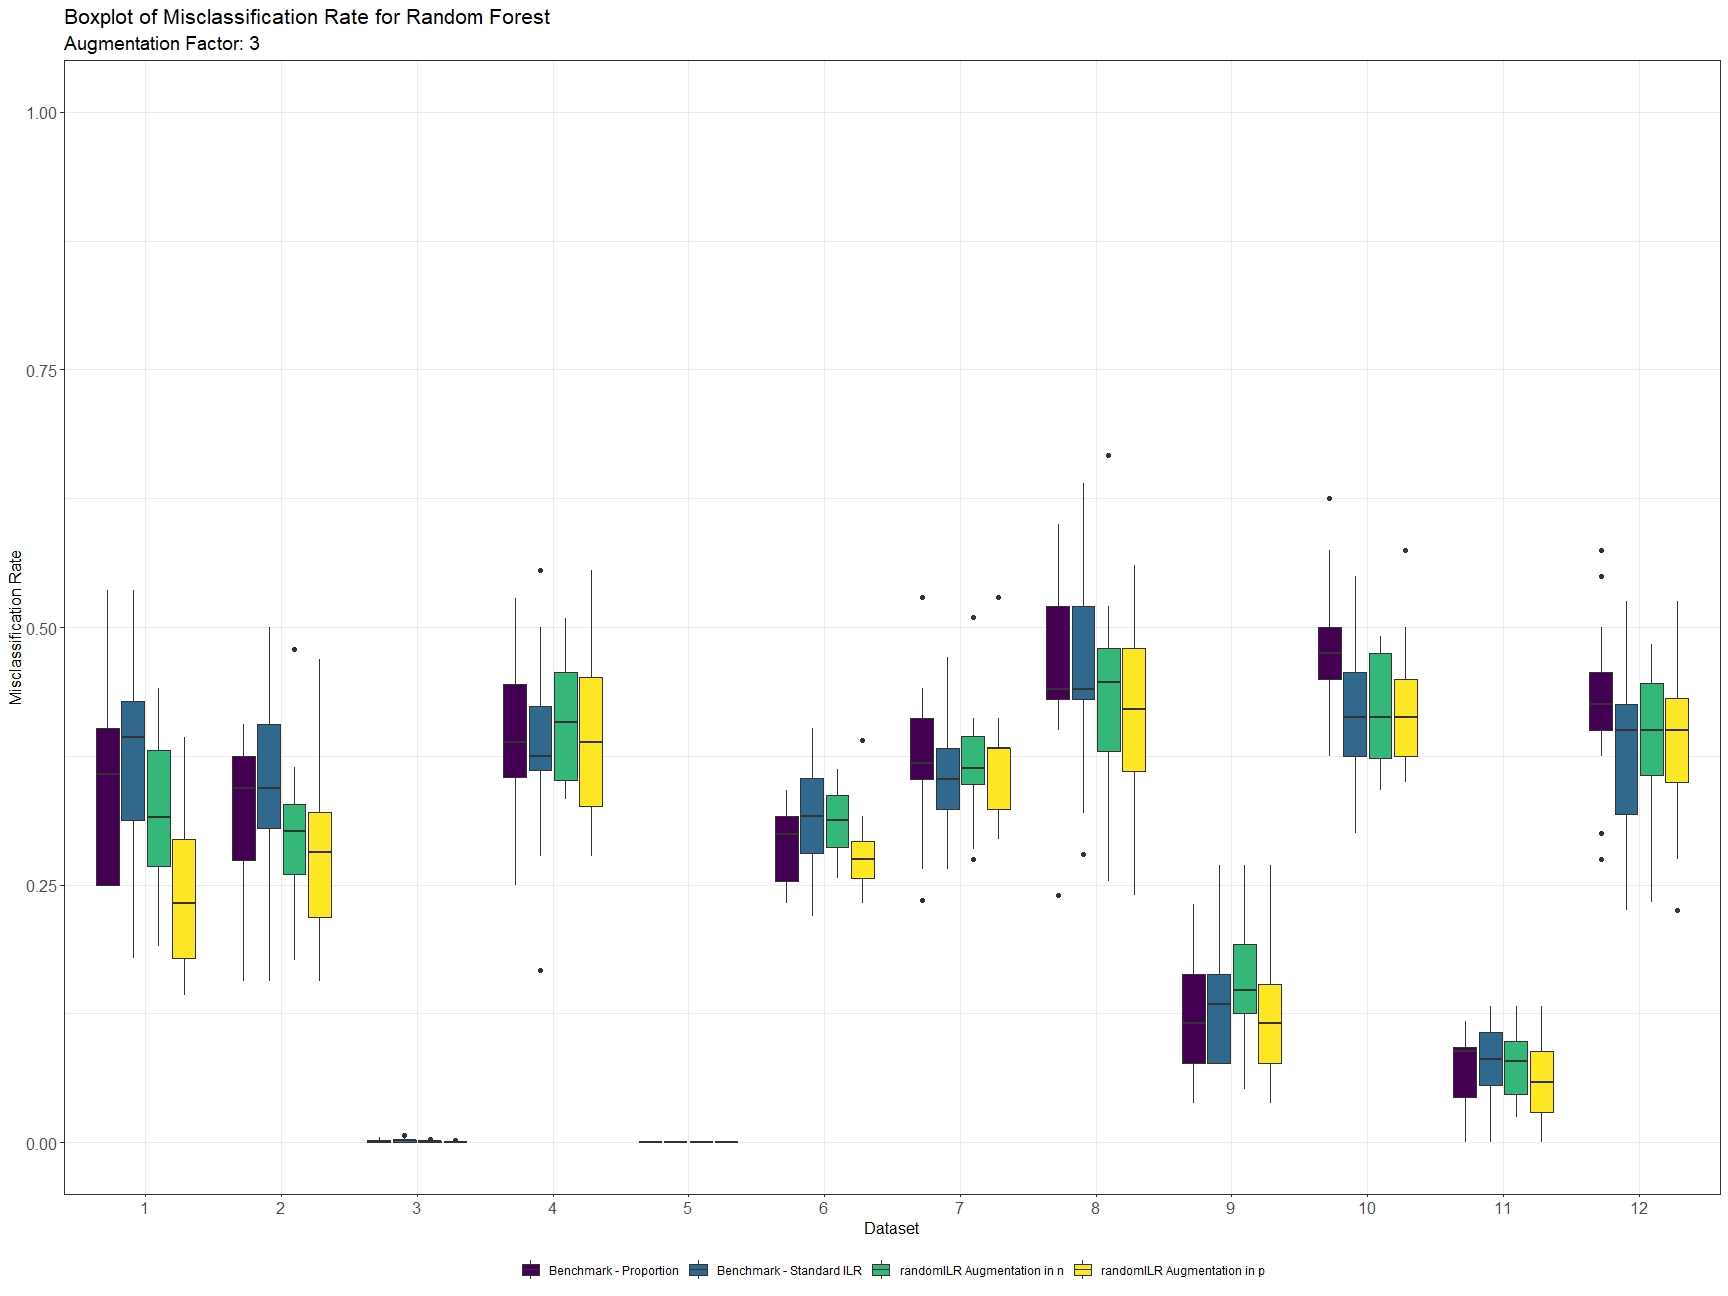 Boxplot of Misclassification Rate for Random Forest
Augmentation Factor: 3
Misclassification Rate
1.00
0.75
0.50
0.25
0.00
1 2 3 4 5 6 7 8 9 10 11 12
Dataset
Benchmark - Proportion Benchmark - Standard ILR randomILR Augmentation in n randomILR Augmentation in p